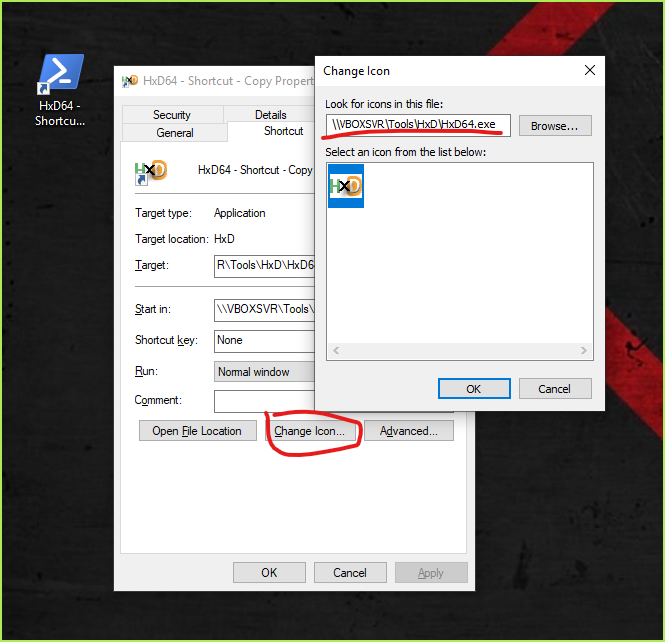 HxD64 -
Shortcu...
HxD64 - Shortcut - Copy Propert
Security
Details
General
Shortcut
HxD
HxD64 - Shortcut - Copy
Target type:
Application
Target location:
HxD
Target:
R\Tools\HxD\HxD6
Start in:
\\VBOXSVR\Tools\
Shortcut key:
None
Run:
Normal window
Comment:
Open File Location
Change Icon...
Advanced...
OK
Cancel
Apply
Change Icon
Look for icons in this file:
\\VBOXSVR\Tools\HxD\HxD64.exe
Browse...
Select an icon from the list below:
HxD
OK
Cancel